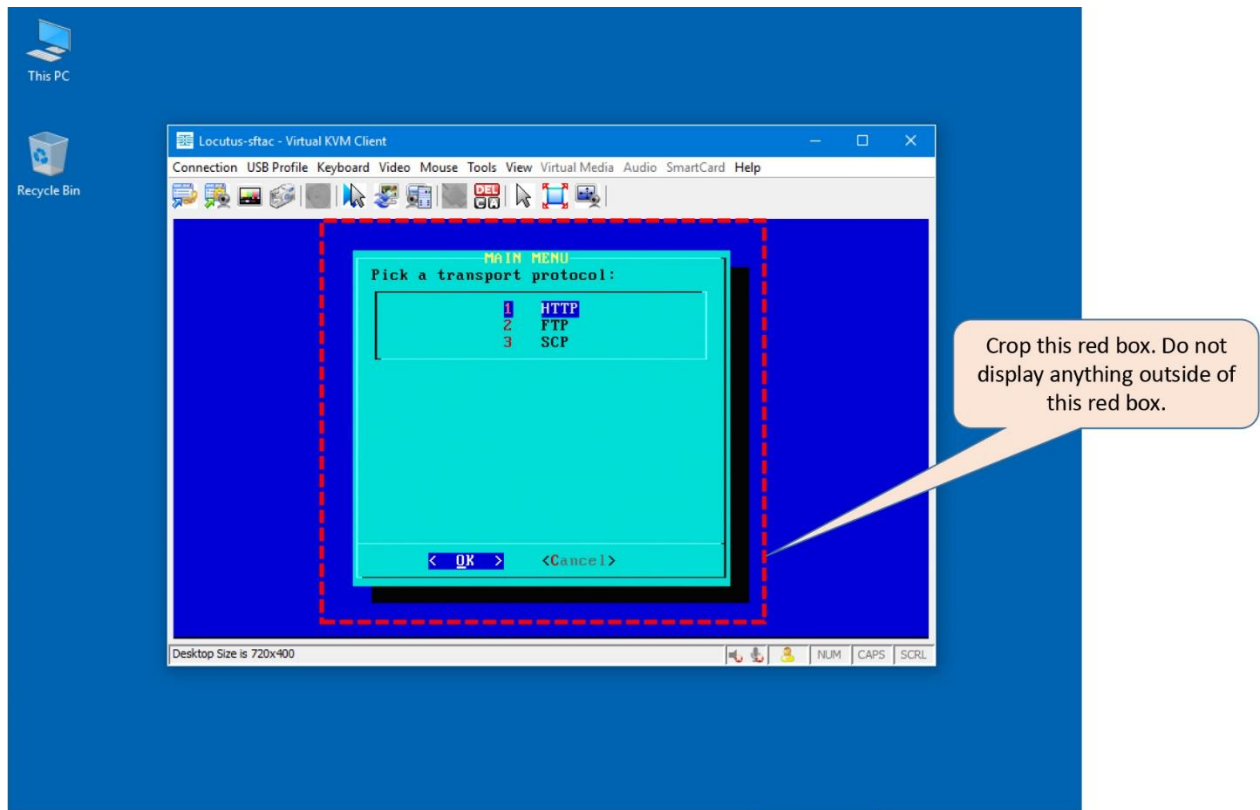 This PC
Recycle Bin
Locutus-sftac - Virtual KVM Client
Connection USB Profile Keyboard Video Mouse Tools View Virtual Media Audio SmartCard Help
DEL
MAIN MENU
Pick a transport protocol:
1 HTTP
2 FTP
3 SCP
< OK > <Cancel>
Desktop Size is 720x400
NUM CAPS SCRL
Crop this red box. Do not
display anything outside of
this red box.